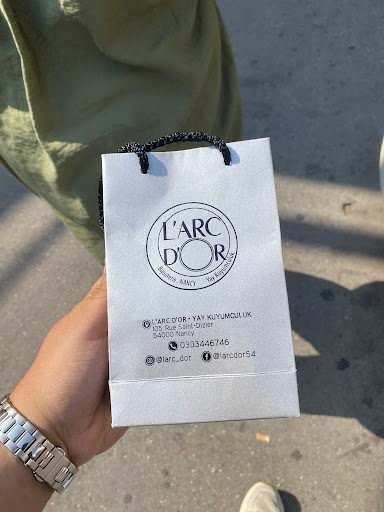 L'ARC
D'OR
Bijouterie . NANCY Yay Kuyumculuk
L'ARC D'OR • YAY KUYUMCULUK
105 Rue Saint-Dizier
54000 Nancy
0383446746
@larc_dor @larcdor54